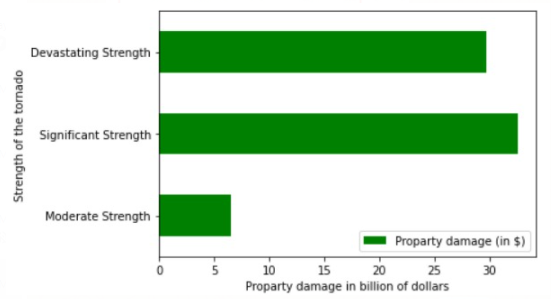 Devastating Strength
Significant Strength
Moderate Strength
Strength of the tornado
Proparty damage (in $)
0 5 10 15 20 25 30
Proparty damage in billion of dollars